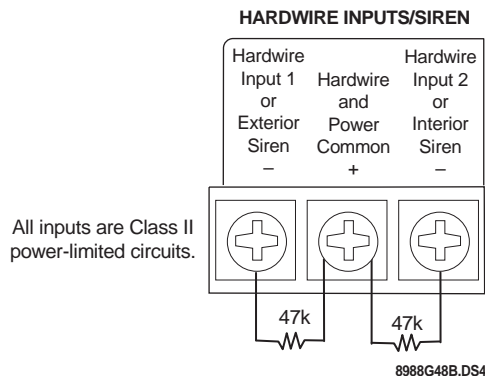 HARDWIRE INPUTS/SIREN
Hardwire
Input 1
or
Exterior
Siren
–
Hardwire
and
Power
Common
+
Hardwire
Input 2
or
Interior
Siren
–
All inputs are Class II
power-limited circuits.
47k
47k
8988G48B.DS4